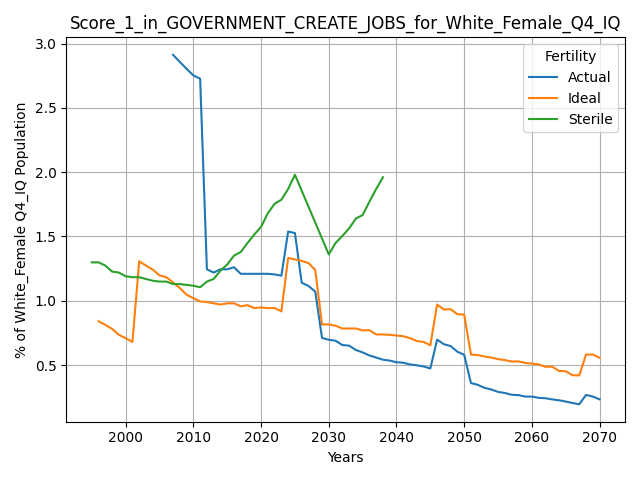 Score_1_in_GOVERNMENT_CREATE_JOBS_for_White_Female_Q4_IQ
% of White_Female Q4_IQ Population
3.0
2.5
2.0
1.5
1.0
0.5
Fertility
Actual
Ideal
Sterile
2000 2010 2020 2030 2040 2050 2060 2070
Years